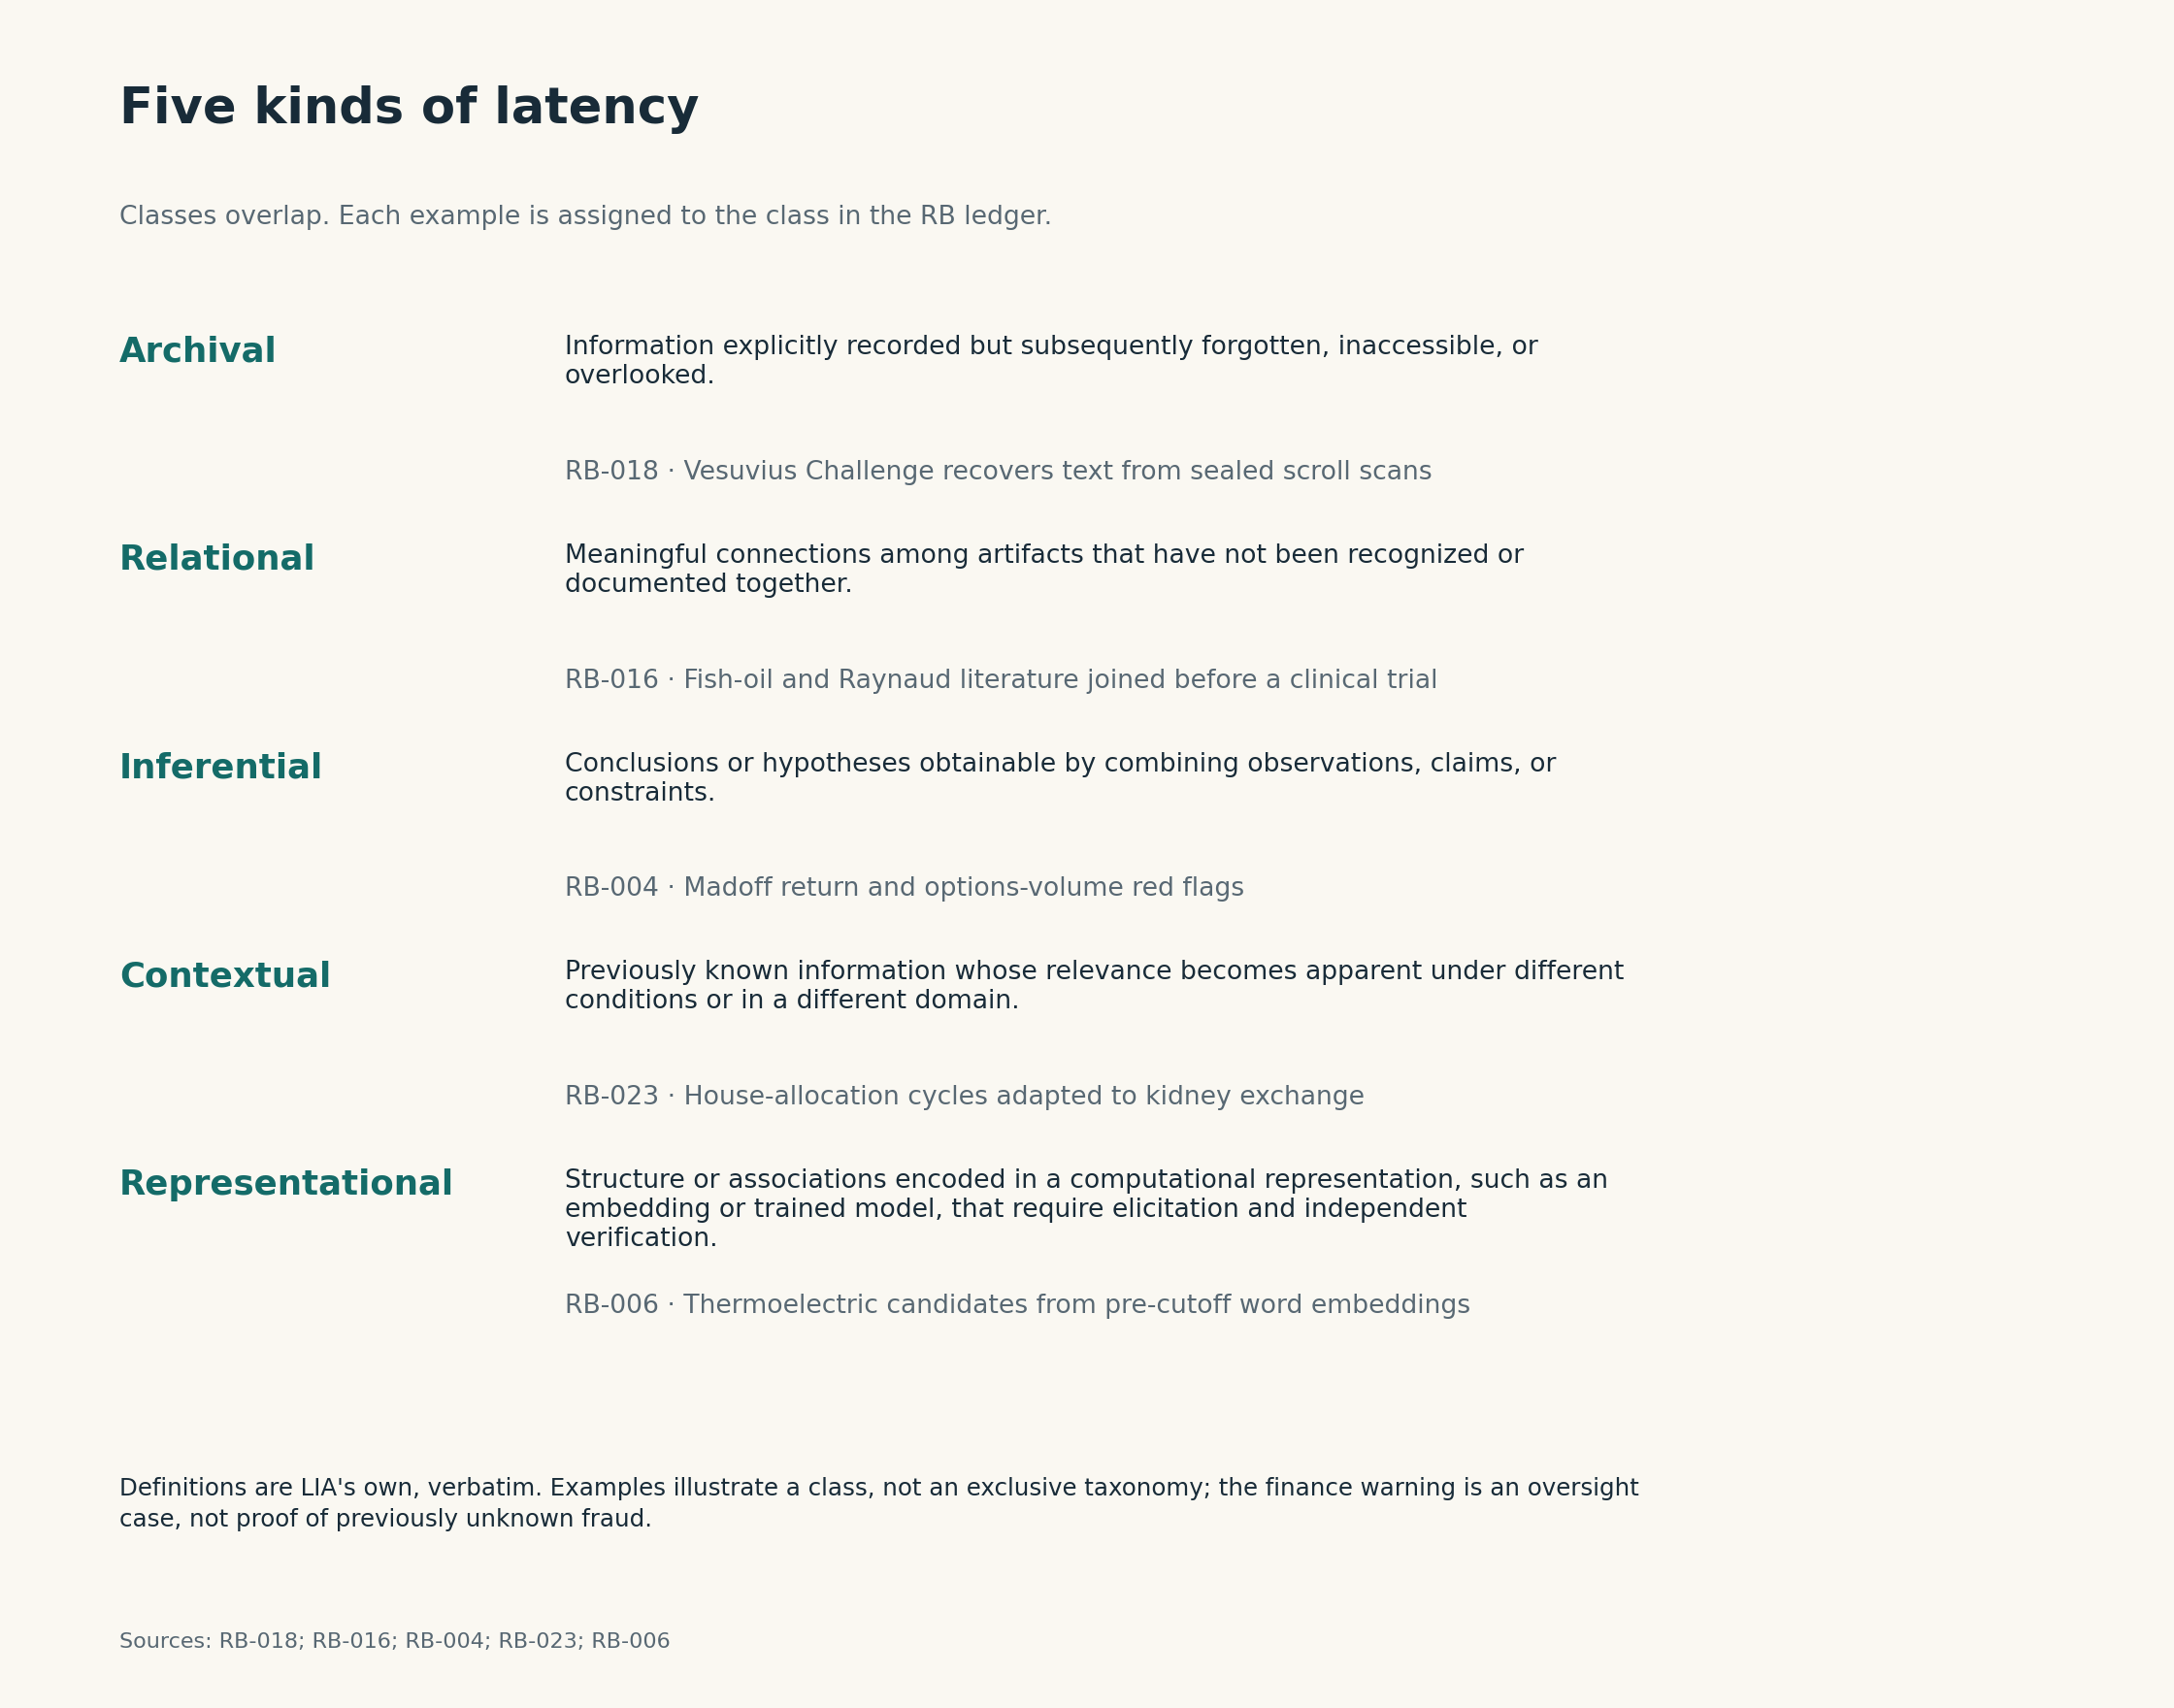 Five kinds of latency
Classes overlap. Each example is assigned to the class in the RB ledger.
Archival
Information explicitly recorded but subsequently forgotten, inaccessible, or
overlooked.
RB-018 · Vesuvius Challenge recovers text from sealed scroll scans
Relational
Meaningful connections among artifacts that have not been recognized or
documented together.
RB-016 · Fish-oil and Raynaud literature joined before a clinical trial
Inferential
Conclusions or hypotheses obtainable by combining observations, claims, or
constraints.
RB-004 · Madoff return and options-volume red flags
Contextual
Previously known information whose relevance becomes apparent under different
conditions or in a different domain.
RB-023 · House-allocation cycles adapted to kidney exchange
Representational
Structure or associations encoded in a computational representation, such as an
embedding or trained model, that require elicitation and independent
verification.
RB-006 · Thermoelectric candidates from pre-cutoff word embeddings
Definitions are LIA's own, verbatim. Examples illustrate a class, not an exclusive taxonomy; the finance warning is an oversight
case, not proof of previously unknown fraud.
Sources: RB-018; RB-016; RB-004; RB-023; RB-006